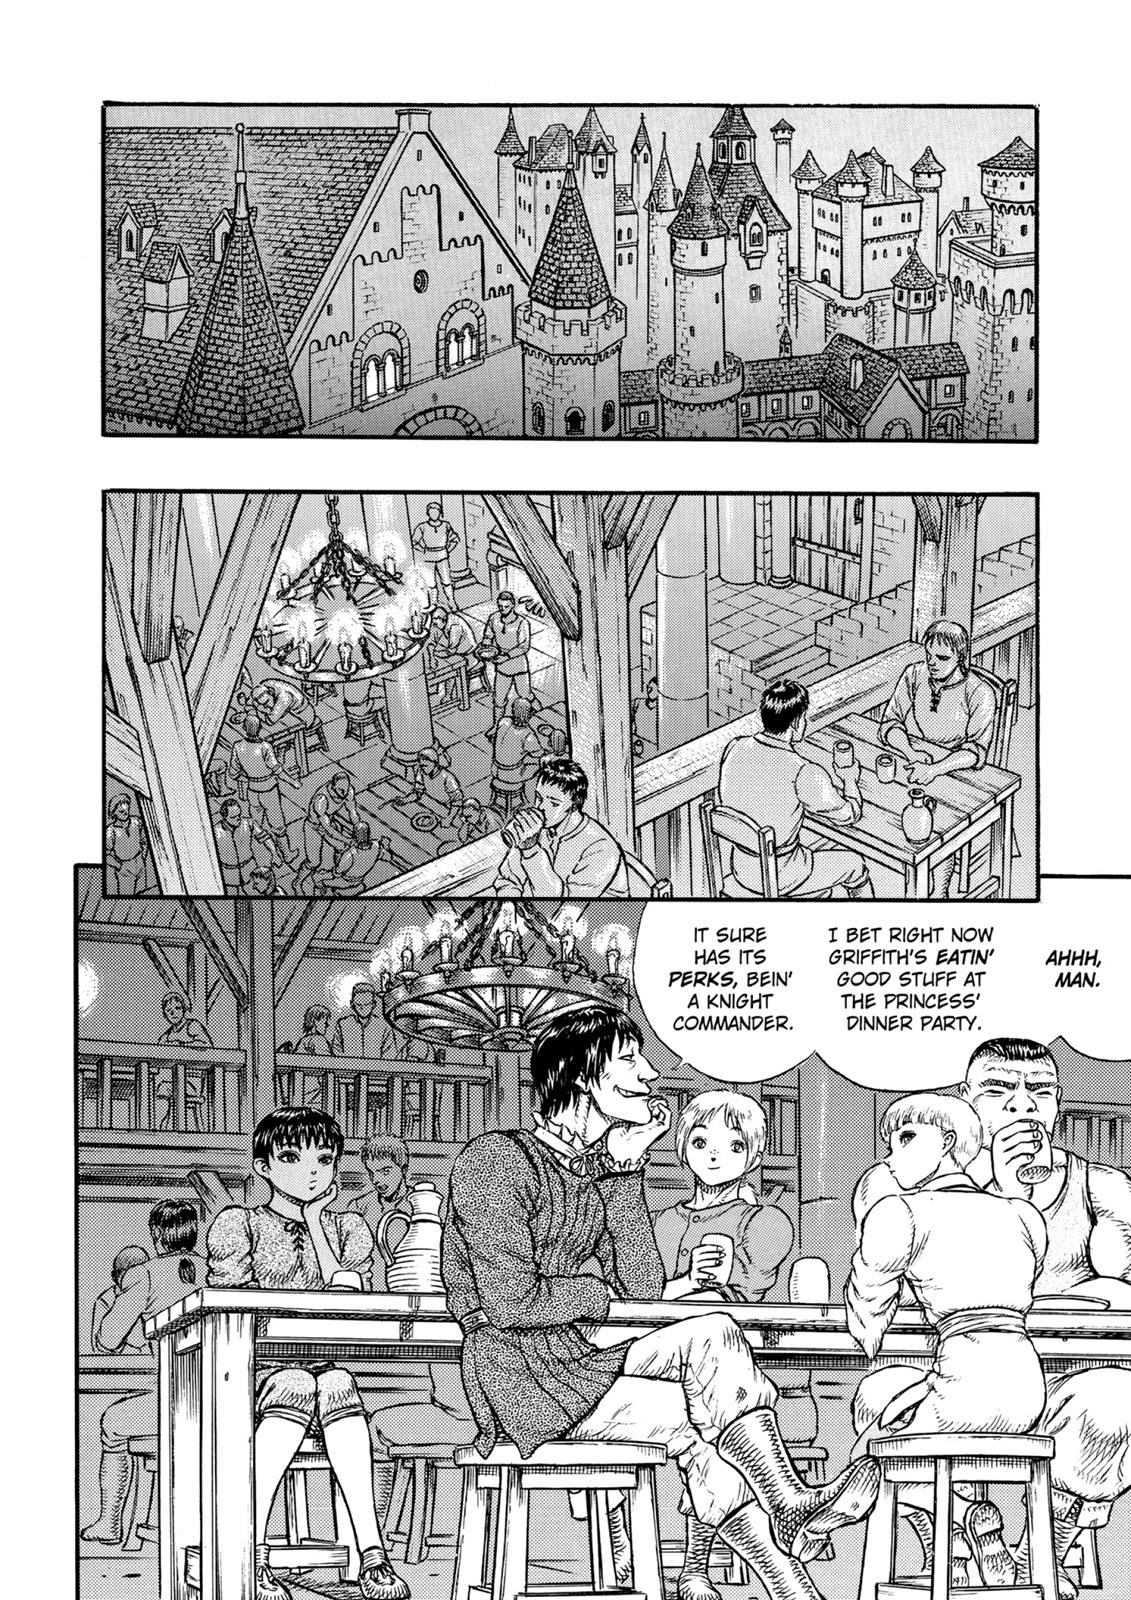 AHHH,
MAN.
I BET RIGHT NOW
GRIFFITH'S EATIN'
GOOD STUFF AT
THE PRINCESS'
DINNER PARTY.
IT SURE
HAS ITS
PERKS, BEIN'
A KNIGHT
COMMANDER.